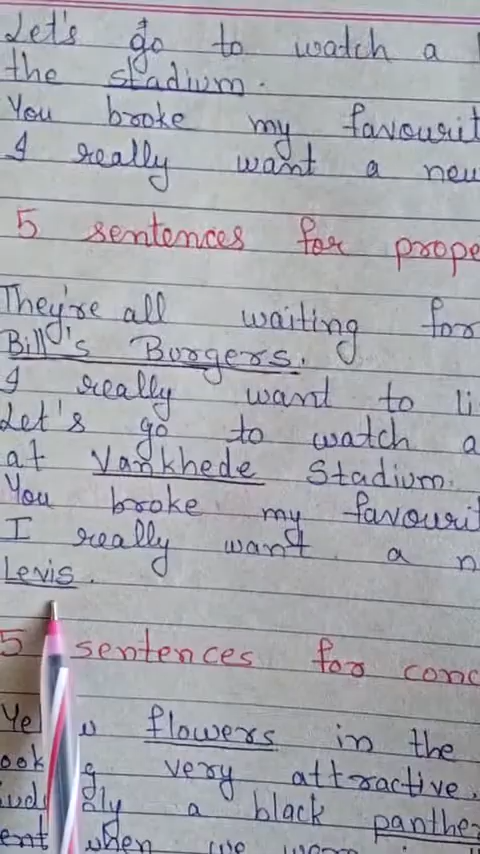 Let's go to watch a
the stadium.
You broke my favourit
I really want a new
5 sentences for prope
They're all waiting for
Bill's Burgers.
I really want to li
Let's go to watch a
at Vankhede Stadium.
You broke my favouri
I really want a n
Levis.
5 sentences for conc
flowers in the
very attractive.
a black panthe
when we